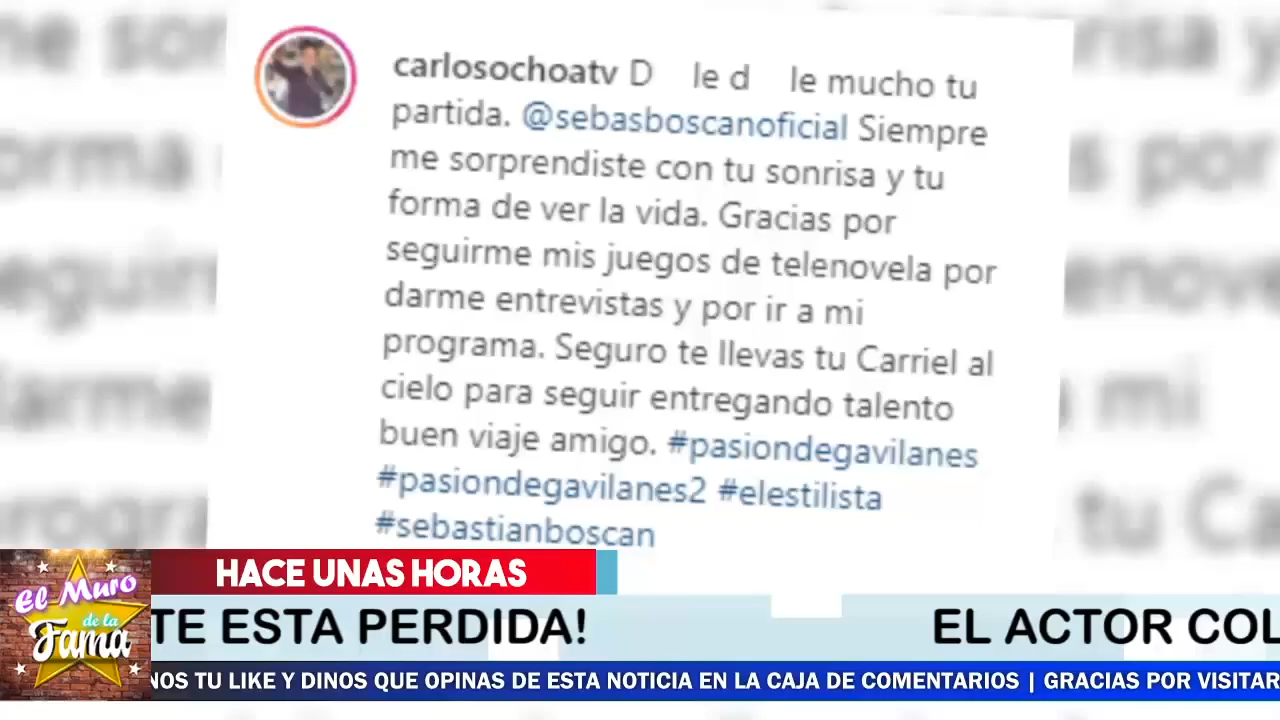 carlosochoatv D le d le mucho tu
partida. @sebasboscanoficial Siempre
me sorprendiste con tu sonrisa y tu
forma de ver la vida. Gracias por
seguirme mis juegos de telenovela por
darme entrevistas y por ir a mi
programa. Seguro te llevas tu Carriel al
cielo para seguir entregando talento
buen viaje amigo. #pasiondegavilanes
#pasiondegavilanes2 #elestilista
#sebastianboscan
HACE UNAS HORAS
El Muro
de la
Fama
TE ESTA PERDIDA! EL ACTOR COL
NOS TU LIKE Y DINOS QUE OPINAS DE ESTA NOTICIA EN LA CAJA DE COMENTARIOS | GRACIAS POR VISITAR